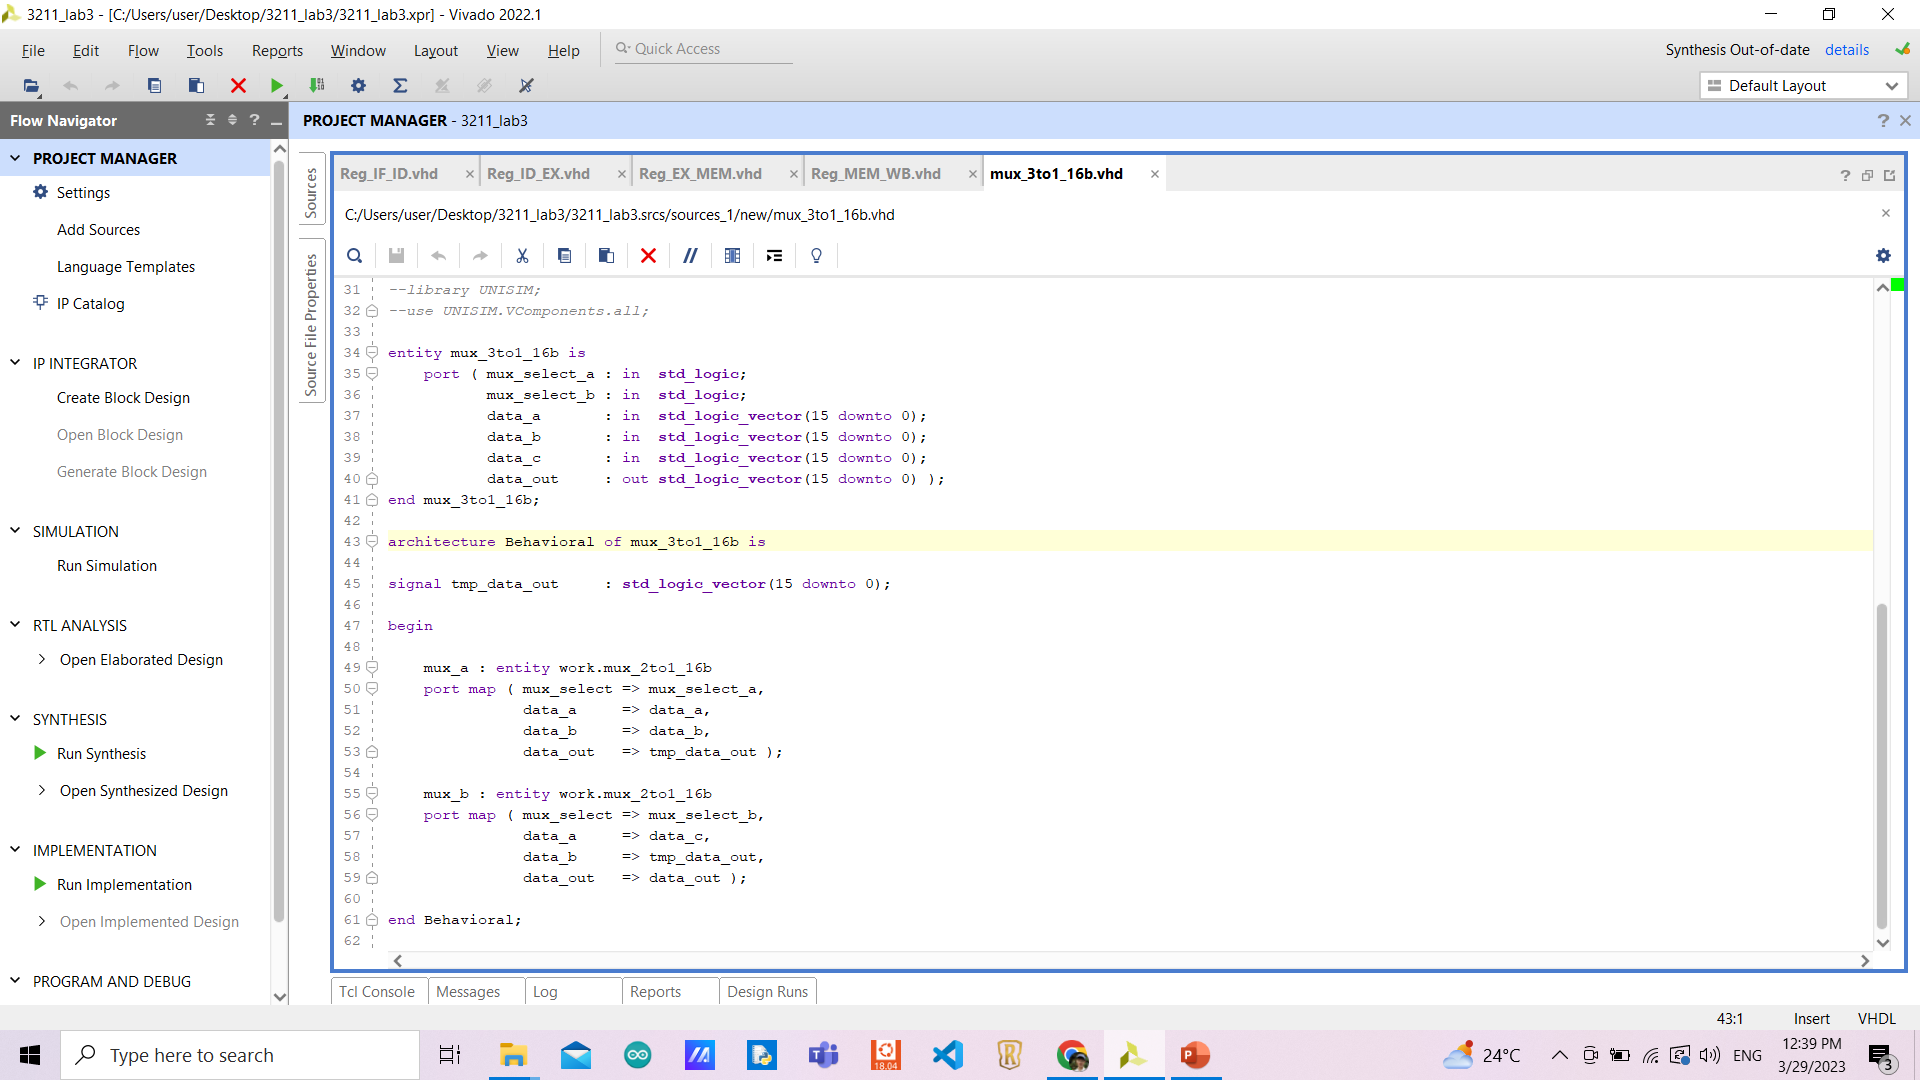 3211_lab3 - [C:/Users/user/Desktop/3211_lab3/3211_lab3.xpr] - Vivado 2022.1
File Edit Flow Tools Reports Window Layout View Help Quick Access
Synthesis Out-of-date details
Default Layout
Flow Navigator
PROJECT MANAGER - 3211_lab3
PROJECT MANAGER
Settings
Add Sources
Language Templates
IP Catalog
IP INTEGRATOR
Create Block Design
Open Block Design
Generate Block Design
SIMULATION
Run Simulation
RTL ANALYSIS
Open Elaborated Design
SYNTHESIS
Run Synthesis
Open Synthesized Design
IMPLEMENTATION
Run Implementation
Open Implemented Design
PROGRAM AND DEBUG
Sources
Source File Properties
Reg_IF_ID.vhd Reg_ID_EX.vhd Reg_EX_MEM.vhd Reg_MEM_WB.vhd mux_3to1_16b.vhd
C:/Users/user/Desktop/3211_lab3/3211_lab3.srcs/sources_1/new/mux_3to1_16b.vhd
31 --library UNISIM;
32 --use UNISIM.VComponents.all;
33
34 entity mux_3to1_16b is
35 port ( mux_select_a : in std_logic;
36 mux_select_b : in std_logic;
37 data_a : in std_logic_vector(15 downto 0);
38 data_b : in std_logic_vector(15 downto 0);
39 data_c : in std_logic_vector(15 downto 0);
40 data_out : out std_logic_vector(15 downto 0) );
41 end mux_3to1_16b;
42
43 architecture Behavioral of mux_3to1_16b is
44
45 signal tmp_data_out : std_logic_vector(15 downto 0);
46
47 begin
48
49 mux_a : entity work.mux_2to1_16b
50 port map ( mux_select => mux_select_a,
51 data_a => data_a,
52 data_b => data_b,
53 data_out => tmp_data_out );
54
55 mux_b : entity work.mux_2to1_16b
56 port map ( mux_select => mux_select_b,
57 data_a => data_c,
58 data_b => tmp_data_out,
59 data_out => data_out );
60
61 end Behavioral;
62
Tcl Console Messages Log Reports Design Runs
43:1 Insert VHDL
Type here to search
18.04
24°C
ENG
12:39 PM
3/29/2023
3